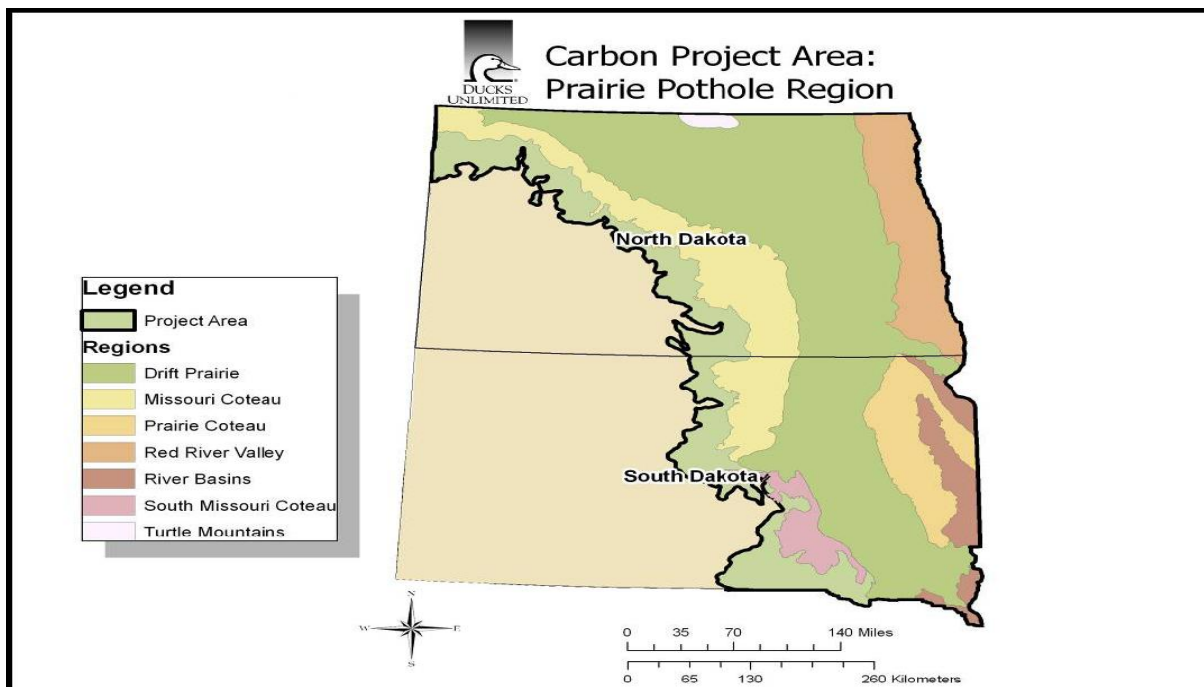 DUCKS
UNLIMITED
Carbon Project Area:
Prairie Pothole Region
North Dakota
South Dakota
Legend
Project Area
Regions
Drift Prairie
Missouri Coteau
Prairie Coteau
Red River Valley
River Basins
South Missouri Coteau
Turtle Mountains
N
W E
S
0 35 70 140 Miles
0 65 130 260 Kilometers